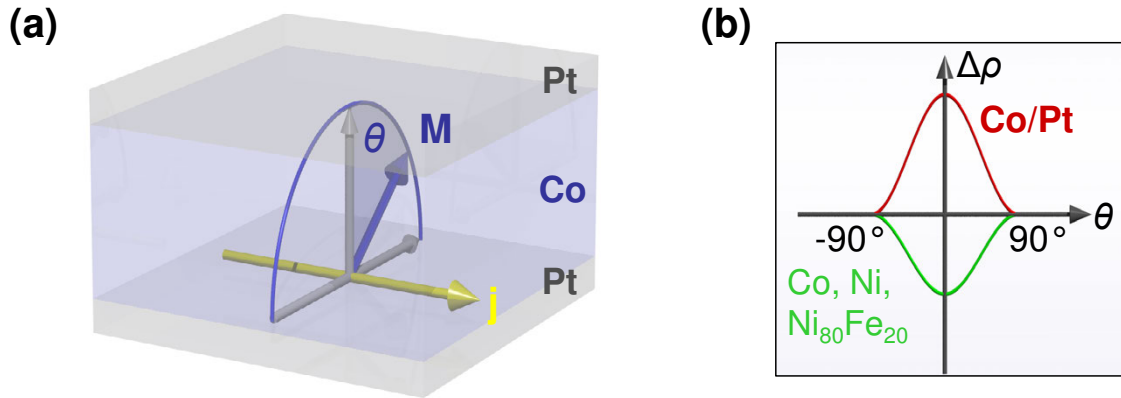 (a)
Pt
θ
M
Co
Pt
j
(b)
Δρ
Co/Pt
θ
-90°
90°
Co, Ni,
Ni₈₀Fe₂₀